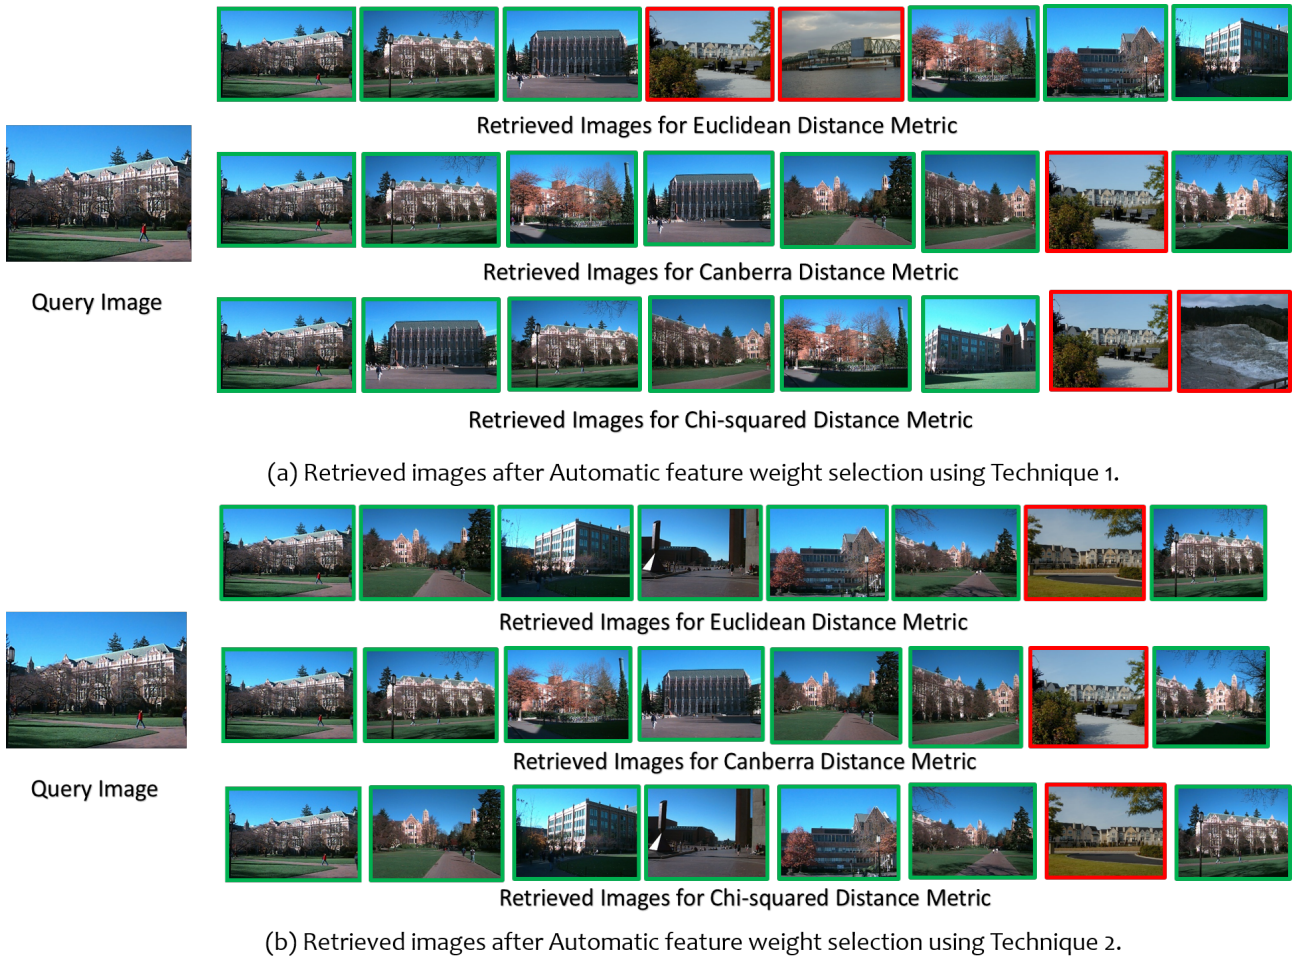 Retrieved Images for Euclidean Distance Metric
Retrieved Images for Canberra Distance Metric
Query Image
Retrieved Images for Chi-squared Distance Metric
(a) Retrieved images after Automatic feature weight selection using Technique 1.
Retrieved Images for Euclidean Distance Metric
Retrieved Images for Canberra Distance Metric
Query Image
Retrieved Images for Chi-squared Distance Metric
(b) Retrieved images after Automatic feature weight selection using Technique 2.